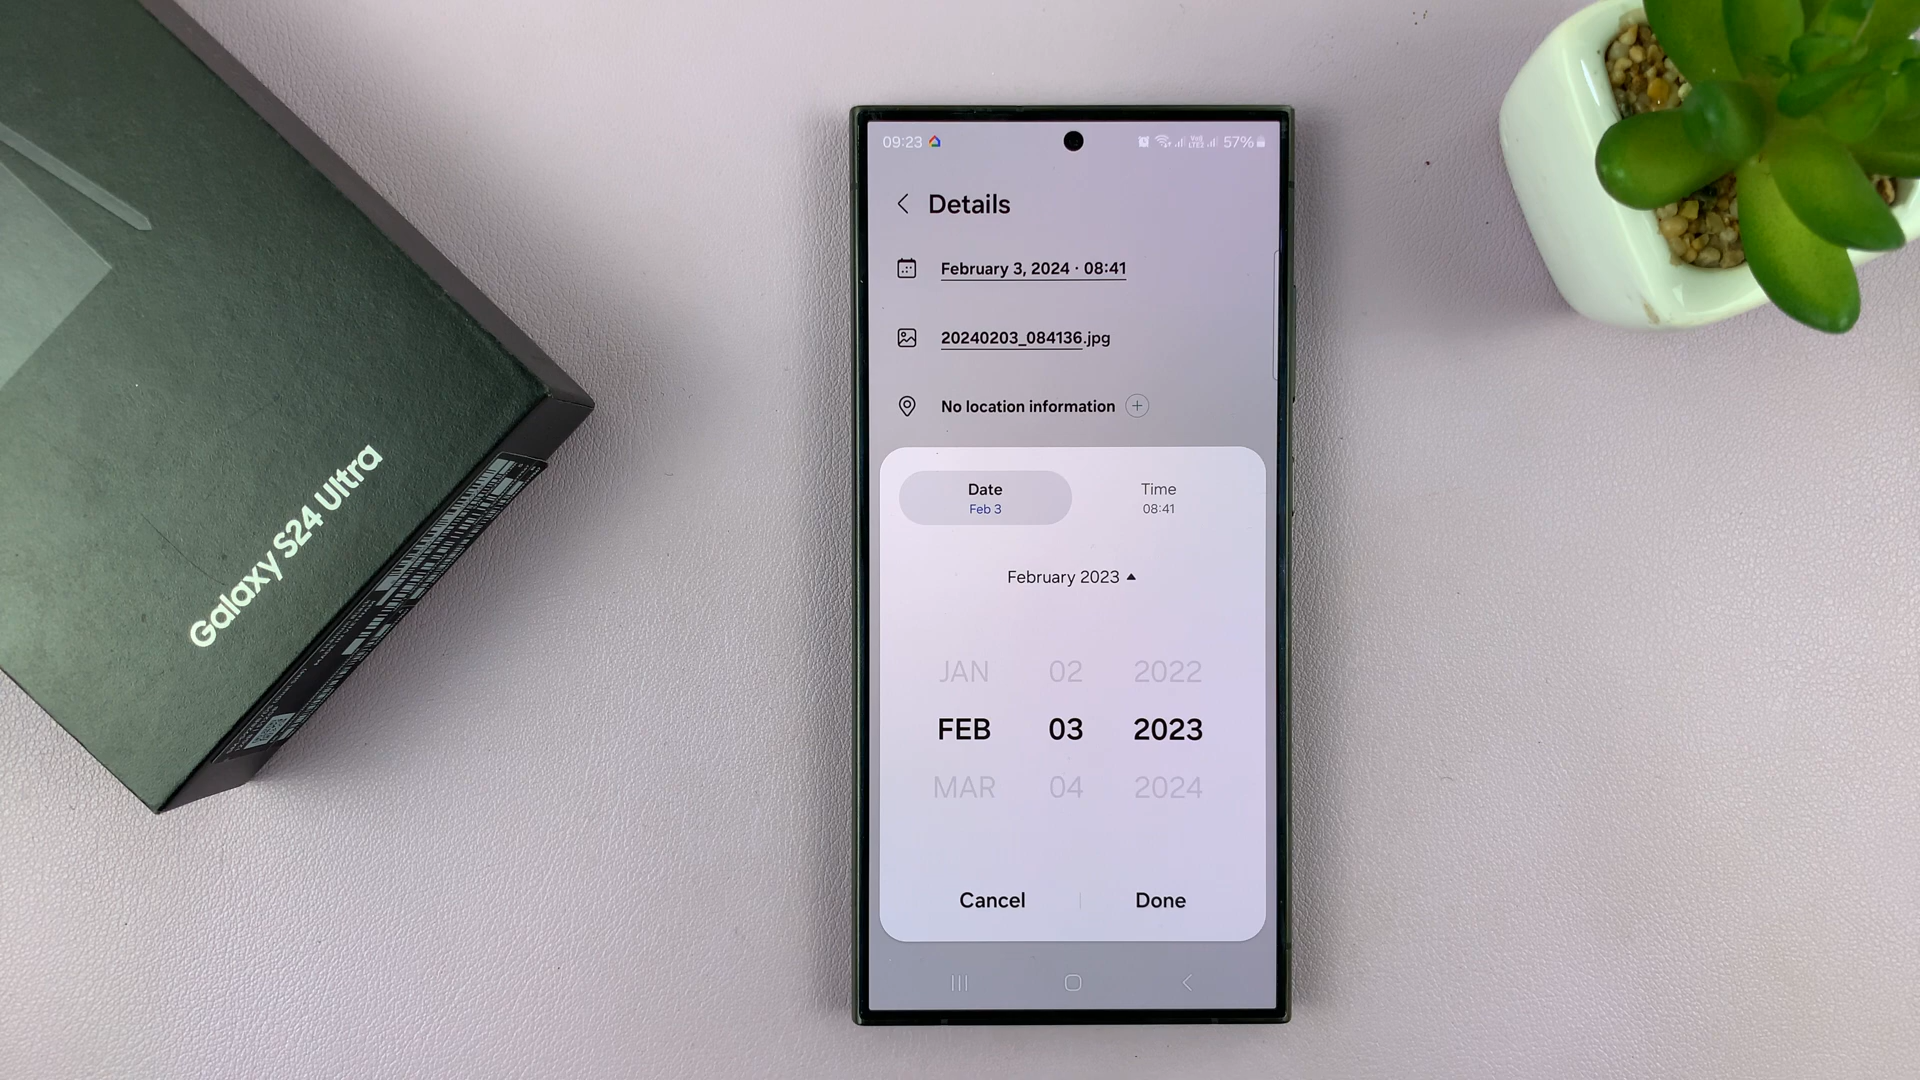 Galaxy S24 Ultra
09:23
57%
Details
February 3, 2024 · 08:41
20240203_084136.jpg
No location information
Date
Feb 3
Time
08:41
February 2023
JAN 02 2022
FEB 03 2023
MAR 04 2024
Cancel
Done